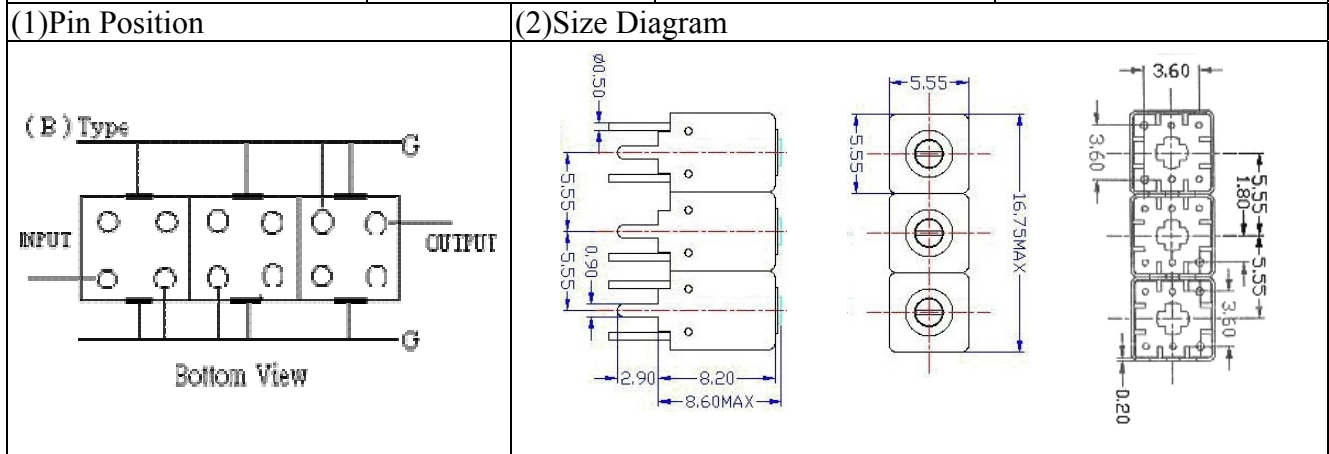 (1)Pin Position
(2)Size Diagram
(B)Type
G
INPUT
OUTPUT
G
Bottom View
ø0.50
5.55
5.55
0.90
2.90
8.20
8.60MAX
5.55
5.55
16.75MAX
3.60
3.60
5.55
1.80
5.55
3.60
0.20